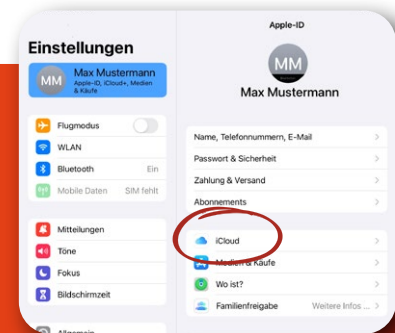 Einstellungen
MM
Max Mustermann
Apple-ID, iCloud+, Medien
& Käufe
Flugmodus
WLAN
Bluetooth Ein
Mobile Daten SIM fehlt
Mitteilungen
Töne
Fokus
Bildschirmzeit
Allgemein
Apple-ID
MM
Max Mustermann
Name, Telefonnummern, E-Mail
Passwort & Sicherheit
Zahlung & Versand
Abonnements
iCloud
Medien & Käufe
Wo ist?
Familienfreigabe Weitere Infos ...